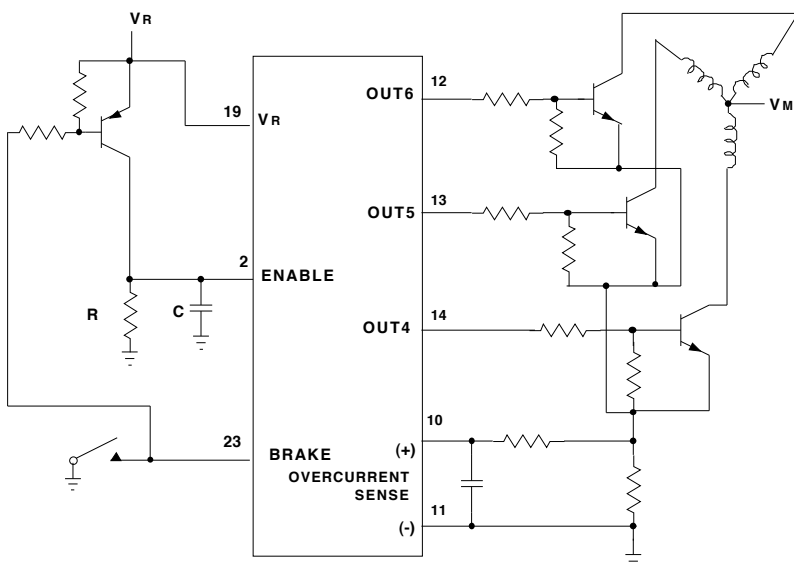 VR
12
OUT6
19
VR
VM
13
OUT5
2
ENABLE
R
C
14
OUT4
10
23
BRAKE
(+)
OVERCURRENT
SENSE
11
(-)